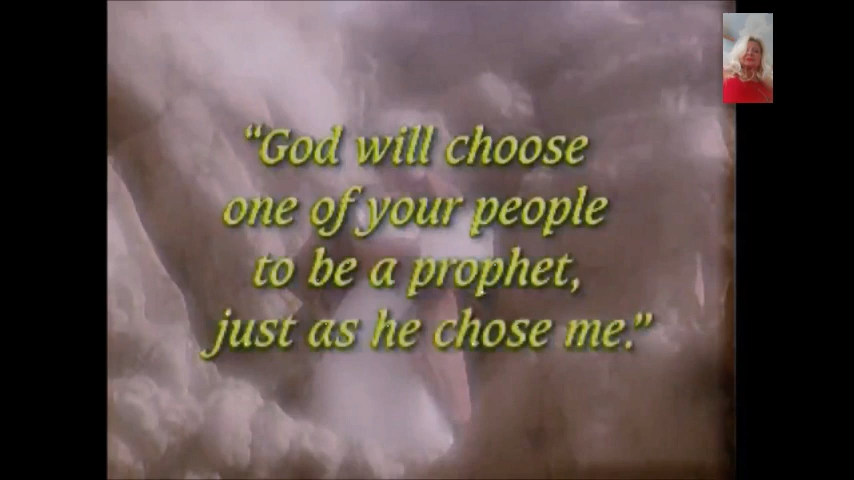 “God will choose
one of your people
to be a prophet,
just as he chose me.”